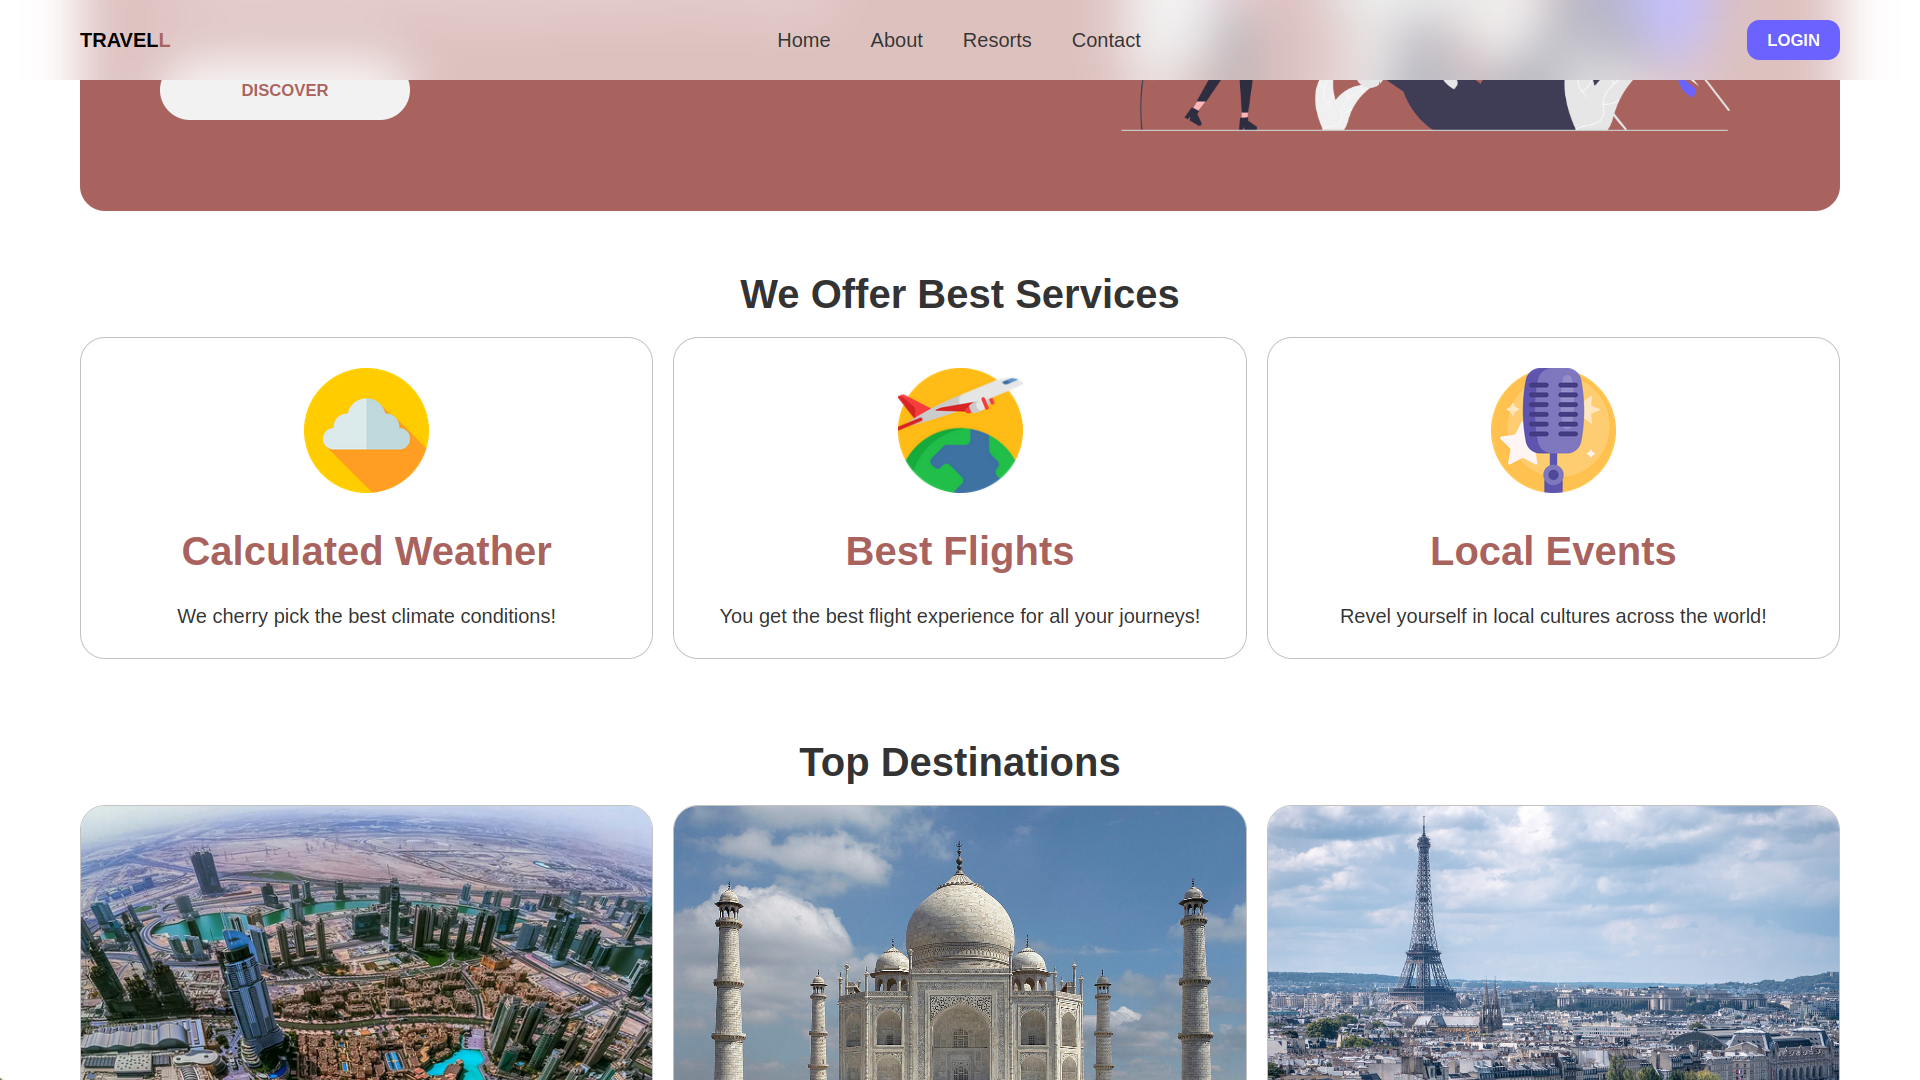 TRAVELL
Home
About
Resorts
Contact
LOGIN
DISCOVER
We Offer Best Services
Calculated Weather
We cherry pick the best climate conditions!
Best Flights
You get the best flight experience for all your journeys!
Local Events
Revel yourself in local cultures across the world!
Top Destinations